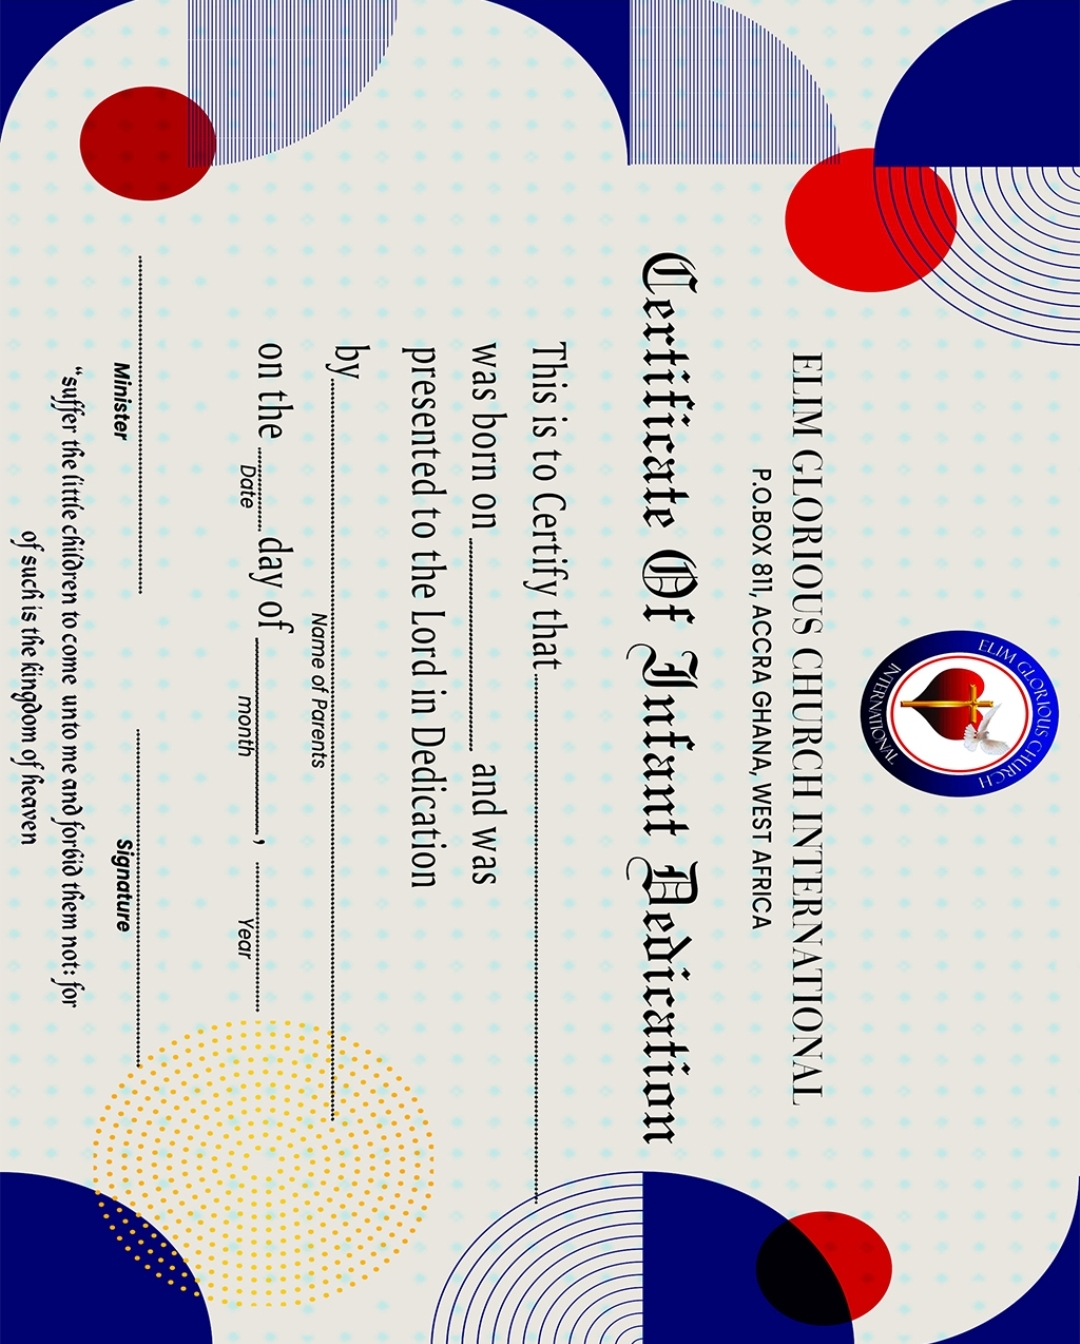 ELIM GLORIOUS CHURCH
INTERNATIONAL
ELIM GLORIOUS CHURCH INTERNATIONAL
P.O.BOX 811, ACCRA GHANA, WEST AFRICA
Certificate Of Infant Dedication
This is to Certify that
was born on and was
presented to the Lord in Dedication
by
Name of Parents
on the day of ,
Date month Year
Minister Signature
“suffer the little children to come unto me and forbid them not: for
of such is the kingdom of heaven